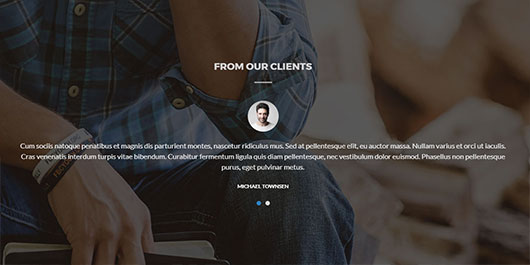 FROM OUR CLIENTS
Cum sociis natoque penatibus et magnis dis parturient montes, nascetur ridiculus mus. Sed at pellentesque elit, eu auctor massa. Nullam varius et orci ut iaculis.
Cras venenatis interdum turpis vitae bibendum. Curabitur fermentum ligula quis diam pellentesque, nec vestibulum dolor euismod. Phasellus non pellentesque
purus, eget pulvinar metus.
MICHAEL TOWNSEN